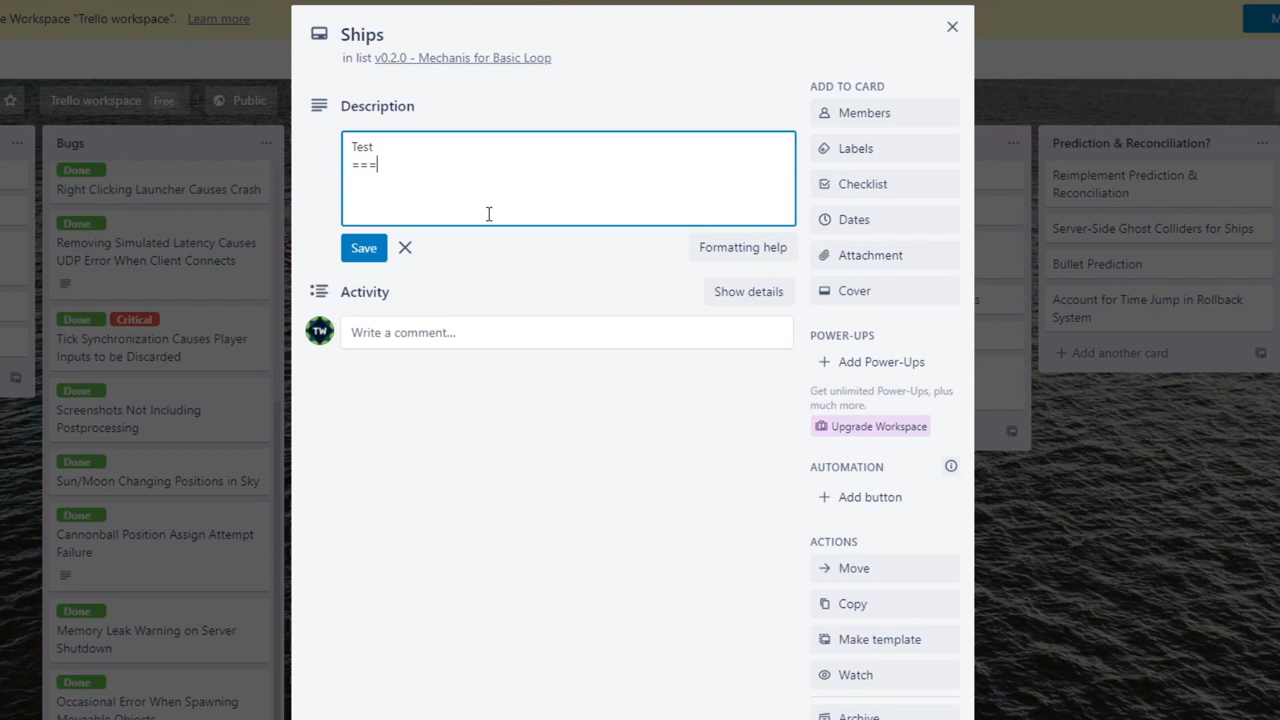 e Workspace "Trello workspace". Learn more
Trello workspace Free
Public
Bugs
Done
Right Clicking Launcher Causes Crash
Done
Removing Simulated Latency Causes
UDP Error When Client Connects
Done Critical
Tick Synchronization Causes Player
Inputs to be Discarded
Done
Screenshots Not Including
Postprocessing
Done
Sun/Moon Changing Positions in Sky
Done
Cannonball Position Assign Attempt
Failure
Done
Memory Leak Warning on Server
Shutdown
Done
Occasional Error When Spawning
Moveable Objects
Ships
in list v0.2.0 - Mechanis for Basic Loop
Description
Test
===
Save
Formatting help
Activity
Show details
TW
Write a comment...
ADD TO CARD
Members
Labels
Checklist
Dates
Attachment
Cover
POWER-UPS
Add Power-Ups
Get unlimited Power-Ups, plus
much more.
Upgrade Workspace
AUTOMATION
Add button
ACTIONS
Move
Copy
Make template
Watch
Archive
Prediction & Reconciliation?
Reimplement Prediction &
Reconciliation
Server-Side Ghost Colliders for Ships
Bullet Prediction
Account for Time Jump in Rollback
System
Add another card